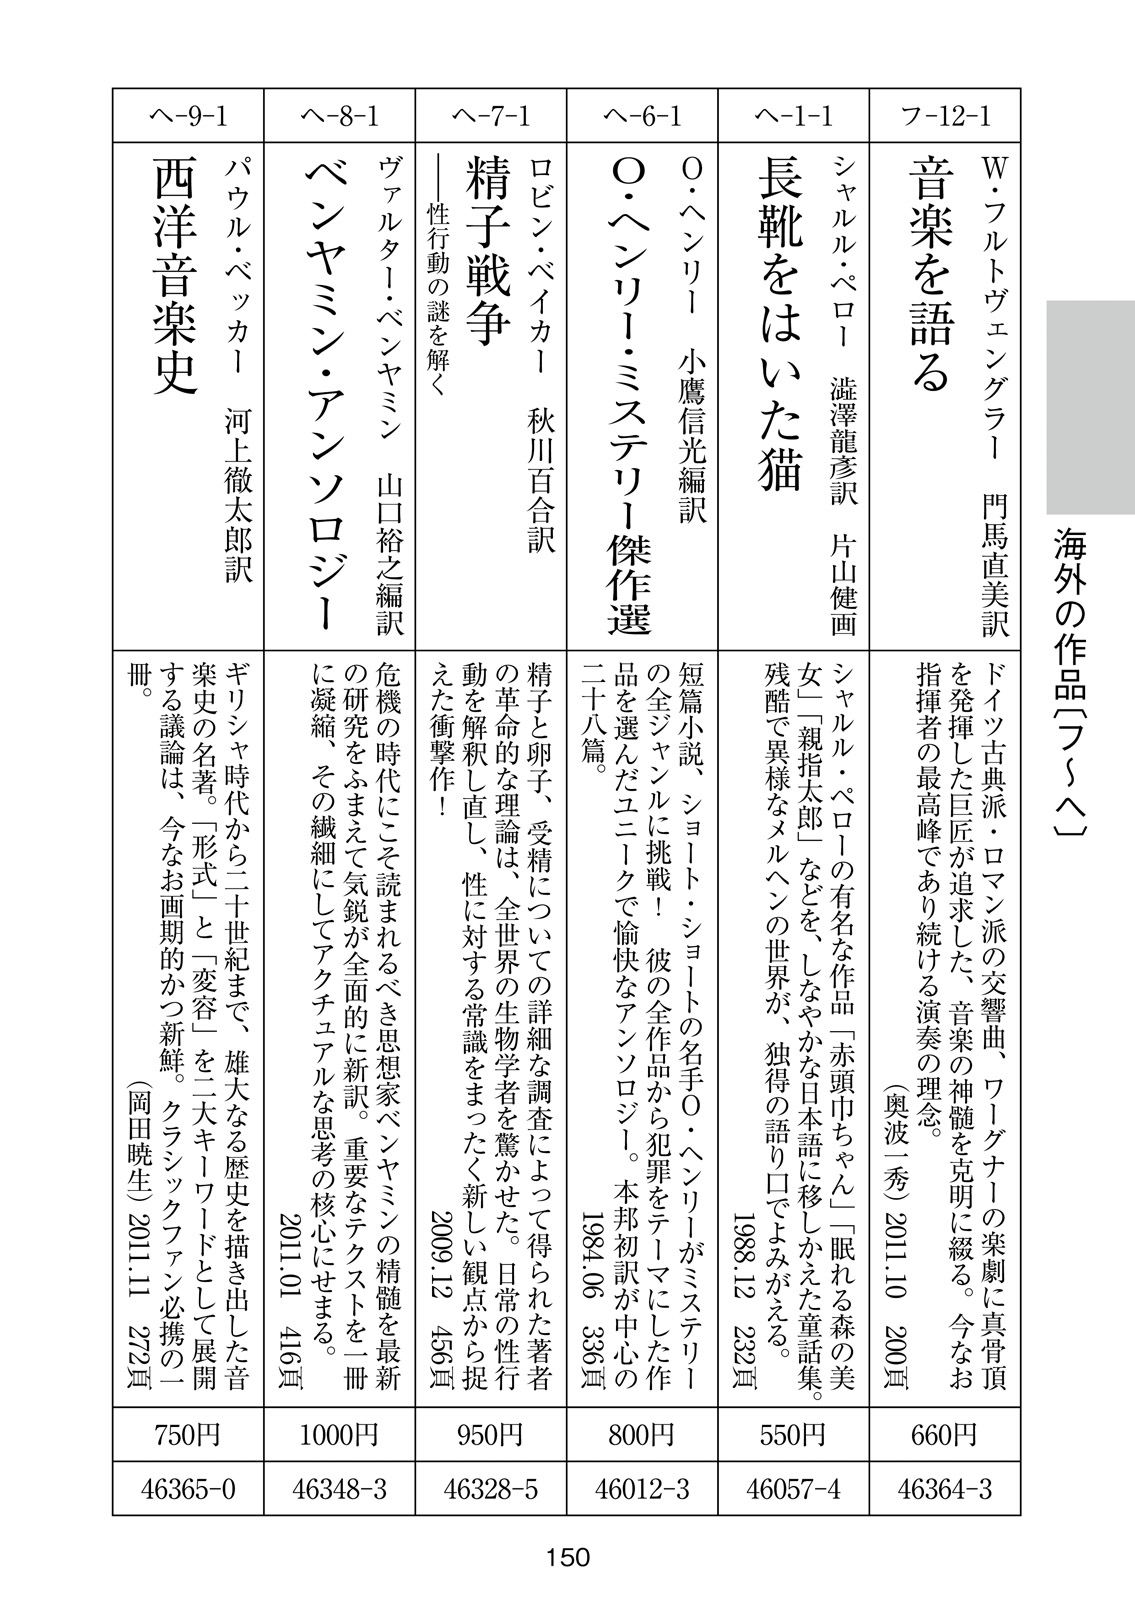 海外の作品〔フ〜ヘ〕
フ-12-1
W・フルトヴェングラー　門馬直美訳
音楽を語る
ドイツ古典派・ロマン派の交響曲、ワーグナーの楽劇に真骨頂
を発揮した巨匠が追求した、音楽の神髄を克明に綴る。今なお
指揮者の最高峰であり続ける演奏の理念。
（奥波一秀）2011.10　200頁
660円
46364-3
ヘ-1-1
シャルル・ペロー　澁澤龍彥訳　片山健画
長靴をはいた猫
シャルル・ペローの有名な作品「赤頭巾ちゃん」「眠れる森の美
女」「親指太郎」などを、しなやかな日本語に移しかえた童話集。
残酷で異様なメルヘンの世界が、独得の語り口でよみがえる。
1988.12　232頁
550円
46057-4
ヘ-6-1
O・ヘンリー　小鷹信光編訳
O・ヘンリー・ミステリー傑作選
短篇小説、ショート・ショートの名手O・ヘンリーがミステリー
の全ジャンルに挑戦！　彼の全作品から犯罪をテーマにした作
品を選んだユニークで愉快なアンソロジー。本邦初訳が中心の
二十八篇。
1984.06　336頁
800円
46012-3
ヘ-7-1
ロビン・ベイカー　秋川百合訳
精子戦争
――性行動の謎を解く
精子と卵子、受精についての詳細な調査によって得られた著者
の革命的な理論は、全世界の生物学者を驚かせた。日常の性行
動を解釈し直し、性に対する常識をまったく新しい観点から捉
えた衝撃作！
2009.12　456頁
950円
46328-5
ヘ-8-1
ヴァルター・ベンヤミン　山口裕之編訳
ベンヤミン・アンソロジー
危機の時代にこそ読まれるべき思想家ベンヤミンの精髄を最新
の研究をふまえて気鋭が全面的に新訳。重要なテクストを一冊
に凝縮、その繊細にしてアクチュアルな思考の核心にせまる。
2011.01　416頁
1000円
46348-3
ヘ-9-1
パウル・ベッカー　河上徹太郎訳
西洋音楽史
ギリシャ時代から二十世紀まで、雄大なる歴史を描き出した音
楽史の名著。「形式」と「変容」を二大キーワードとして展開
する議論は、今なお画期的かつ新鮮。クラシックファン必携の一
冊。
（岡田暁生）2011.11　272頁
750円
46365-0
150